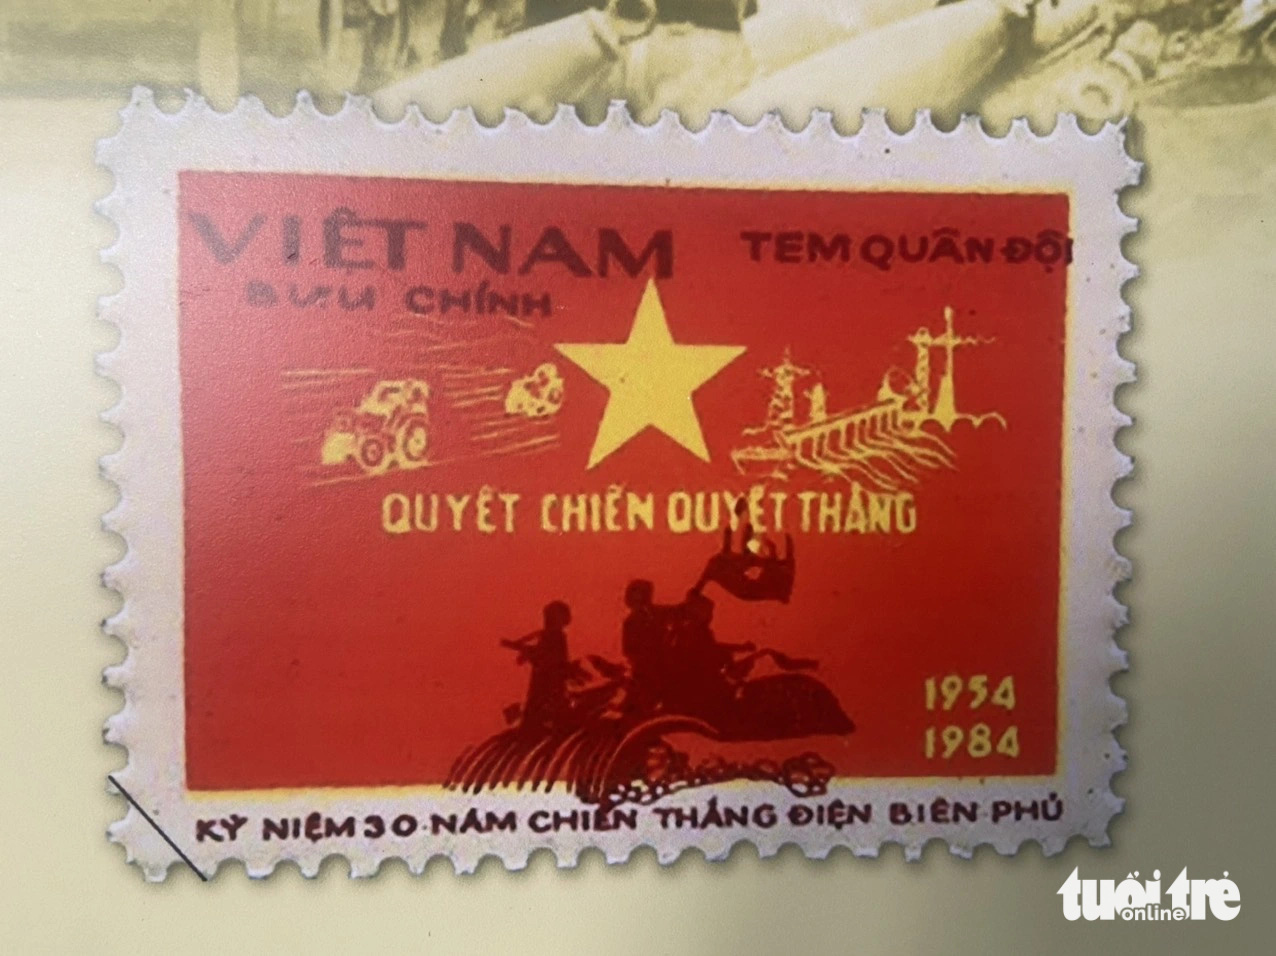 VIỆT NAM
BƯU CHÍNH
TEM QUÂN ĐỘI
QUYẾT CHIẾN QUYẾT THẮNG
1954
1984
KỶ NIỆM 30 NĂM CHIẾN THẮNG ĐIỆN BIÊN PHỦ
tuổi trẻ
online